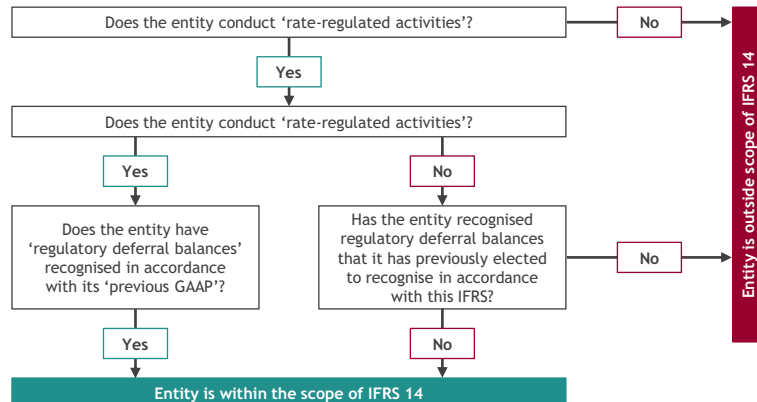 Does the entity conduct ‘rate-regulated activities’?
No
Yes
Does the entity conduct ‘rate-regulated activities’?
Yes
No
Does the entity have
‘regulatory deferral balances’
recognised in accordance
with its ‘previous GAAP’?
Has the entity recognised
regulatory deferral balances
that it has previously elected
to recognise in accordance
with this IFRS?
No
Yes
No
Entity is within the scope of IFRS 14
Entity is outside scope of IFRS 14